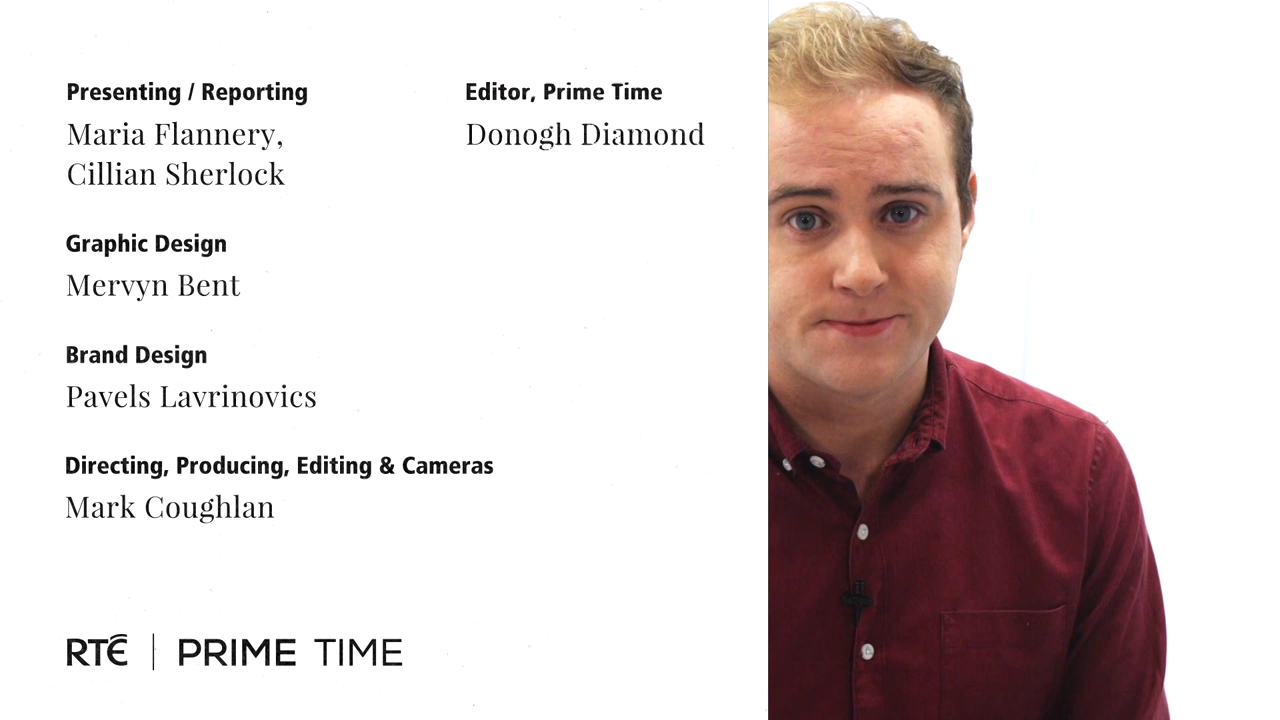 Presenting / Reporting
Maria Flannery,
Cillian Sherlock
Graphic Design
Mervyn Bent
Brand Design
Pavels Lavrinovics
Directing, Producing, Editing & Cameras
Mark Coughlan
Editor, Prime Time
Donogh Diamond
RTÉ | PRIME TIME